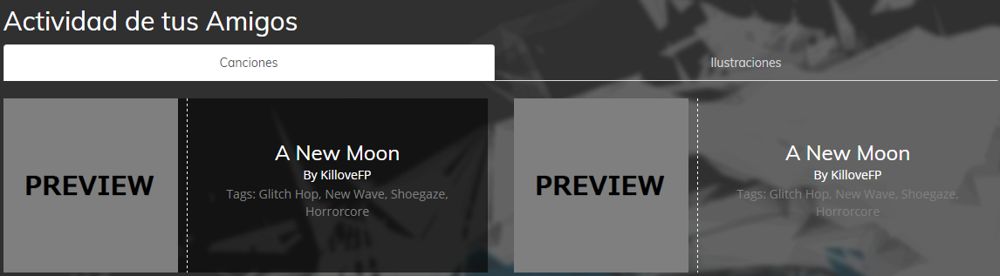 Actividad de tus Amigos
Canciones
Ilustraciones
PREVIEW
A New Moon
By KilloveFP
Tags: Glitch Hop, New Wave, Shoegaze,
Horrorcore
PREVIEW
A New Moon
By KilloveFP
Tags: Glitch Hop, New Wave, Shoegaze,
Horrorcore